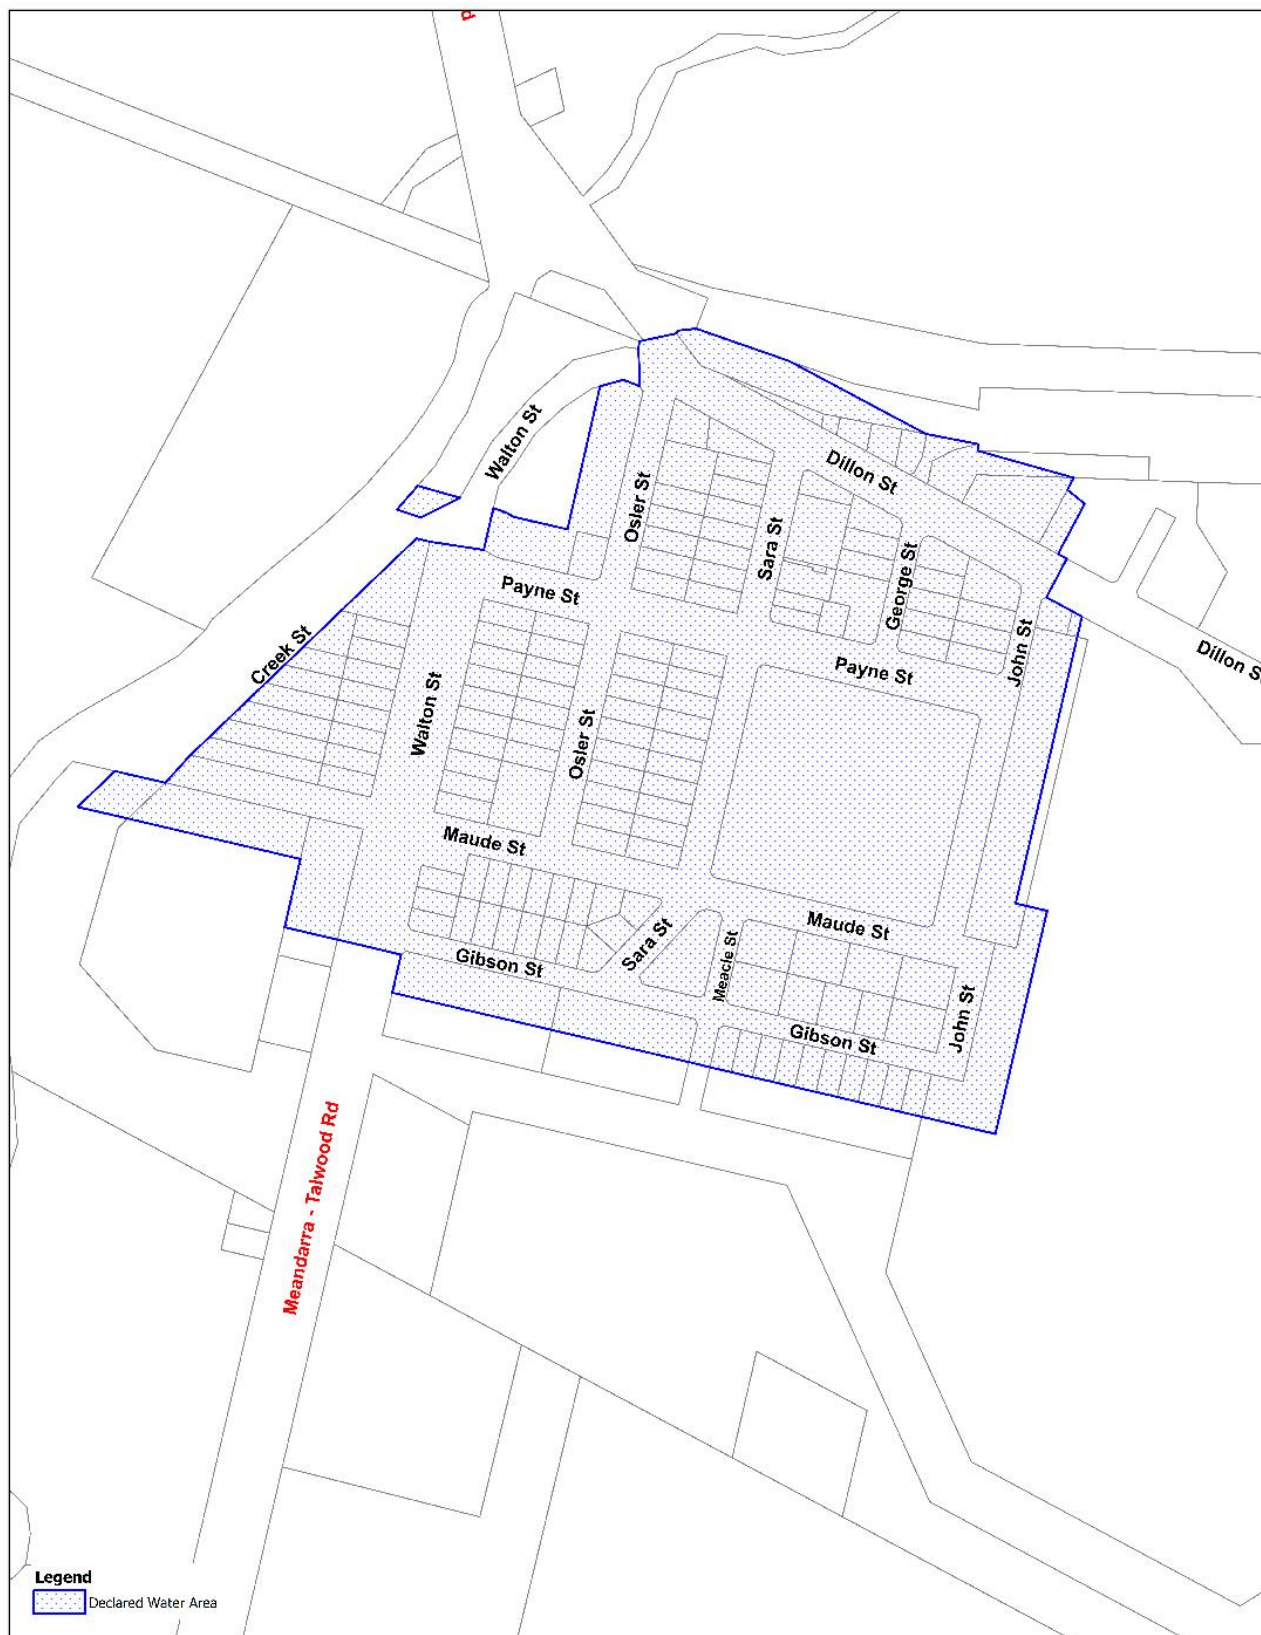 d
Walton St
Dillon St
Osler St
Sara St
George St
Payne St
John St
Creek St
Payne St
Dillon S
Walton St
Osler St
Maude St
Maude St
Sara St
Meacle St
Gibson St
John St
Gibson St
Meandarra - Talwood Rd
Legend
Declared Water Area